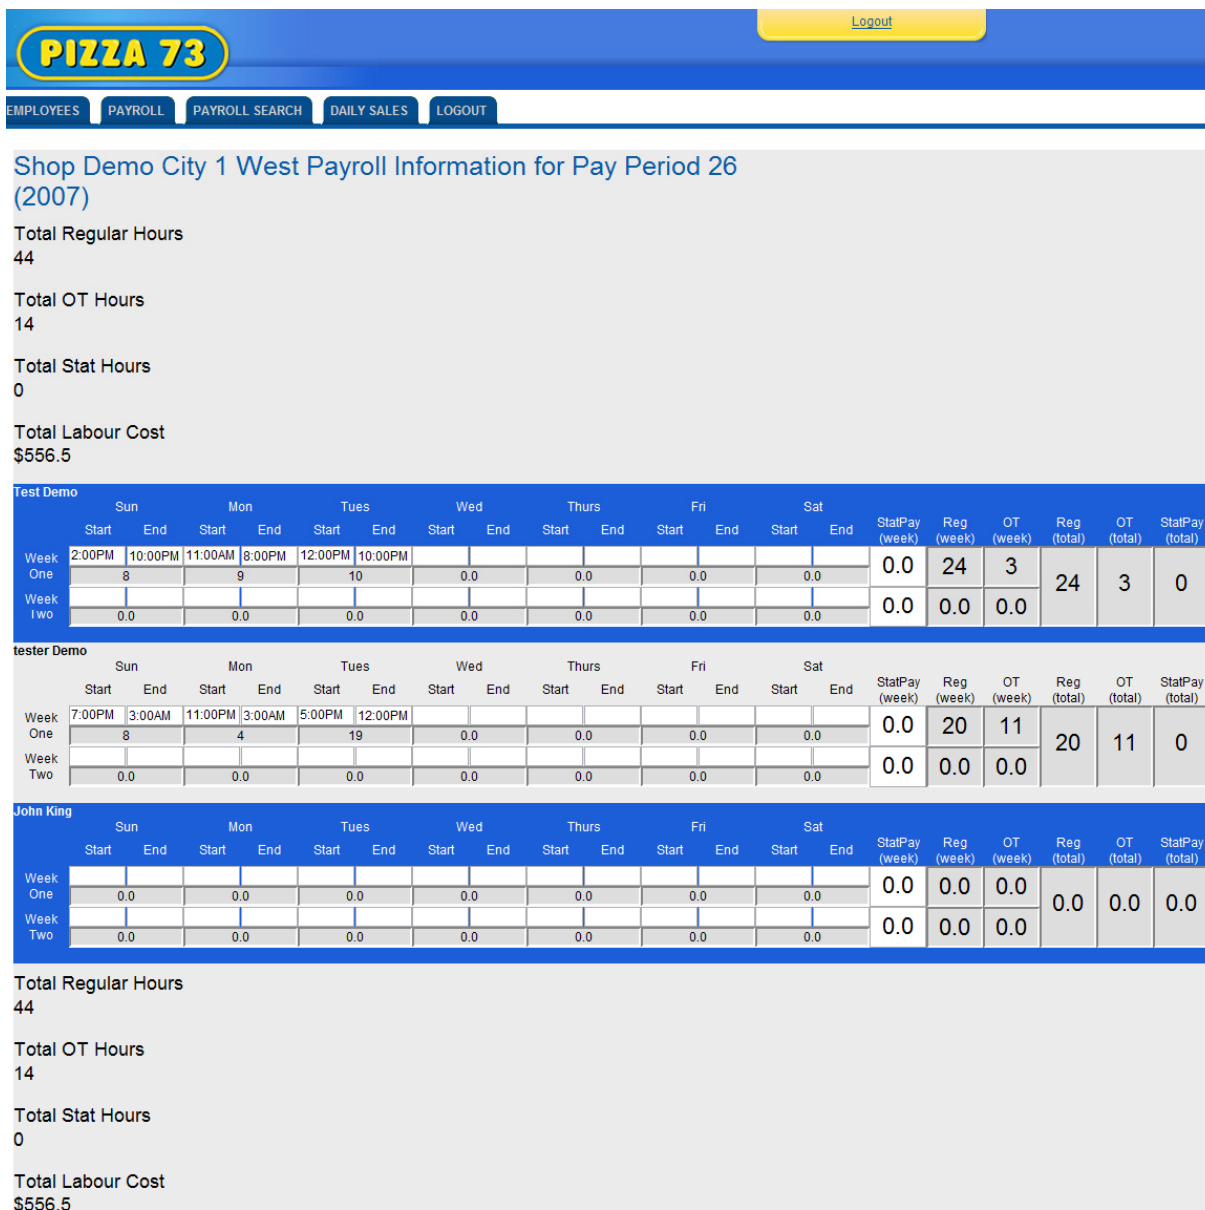 Logout
PIZZA 73
EMPLOYEES PAYROLL PAYROLL SEARCH DAILY SALES LOGOUT
Shop Demo City 1 West Payroll Information for Pay Period 26
(2007)
Total Regular Hours
44
Total OT Hours
14
Total Stat Hours
0
Total Labour Cost
$556.5
Test Demo
Sun Mon Tues Wed Thurs Fri Sat
Start End Start End Start End Start End Start End Start End Start End StatPay (week) Reg (week) OT (week) Reg (total) OT (total) StatPay (total)
Week One 2:00PM 10:00PM 11:00AM 8:00PM 12:00PM 10:00PM
8 9 10 0.0 0.0 0.0 0.0 0.0 24 3 24 3 0
Week Two
0.0 0.0 0.0 0.0 0.0 0.0 0.0 0.0 0.0 0.0
tester Demo
Sun Mon Tues Wed Thurs Fri Sat
Start End Start End Start End Start End Start End Start End Start End StatPay (week) Reg (week) OT (week) Reg (total) OT (total) StatPay (total)
Week One 7:00PM 3:00AM 11:00PM 3:00AM 5:00PM 12:00PM
8 4 19 0.0 0.0 0.0 0.0 0.0 20 11 20 11 0
Week Two
0.0 0.0 0.0 0.0 0.0 0.0 0.0 0.0 0.0 0.0
John King
Sun Mon Tues Wed Thurs Fri Sat
Start End Start End Start End Start End Start End Start End Start End StatPay (week) Reg (week) OT (week) Reg (total) OT (total) StatPay (total)
Week One
0.0 0.0 0.0 0.0 0.0 0.0 0.0 0.0 0.0 0.0 0.0 0.0 0.0
Week Two
0.0 0.0 0.0 0.0 0.0 0.0 0.0 0.0 0.0 0.0
Total Regular Hours
44
Total OT Hours
14
Total Stat Hours
0
Total Labour Cost
$556.5